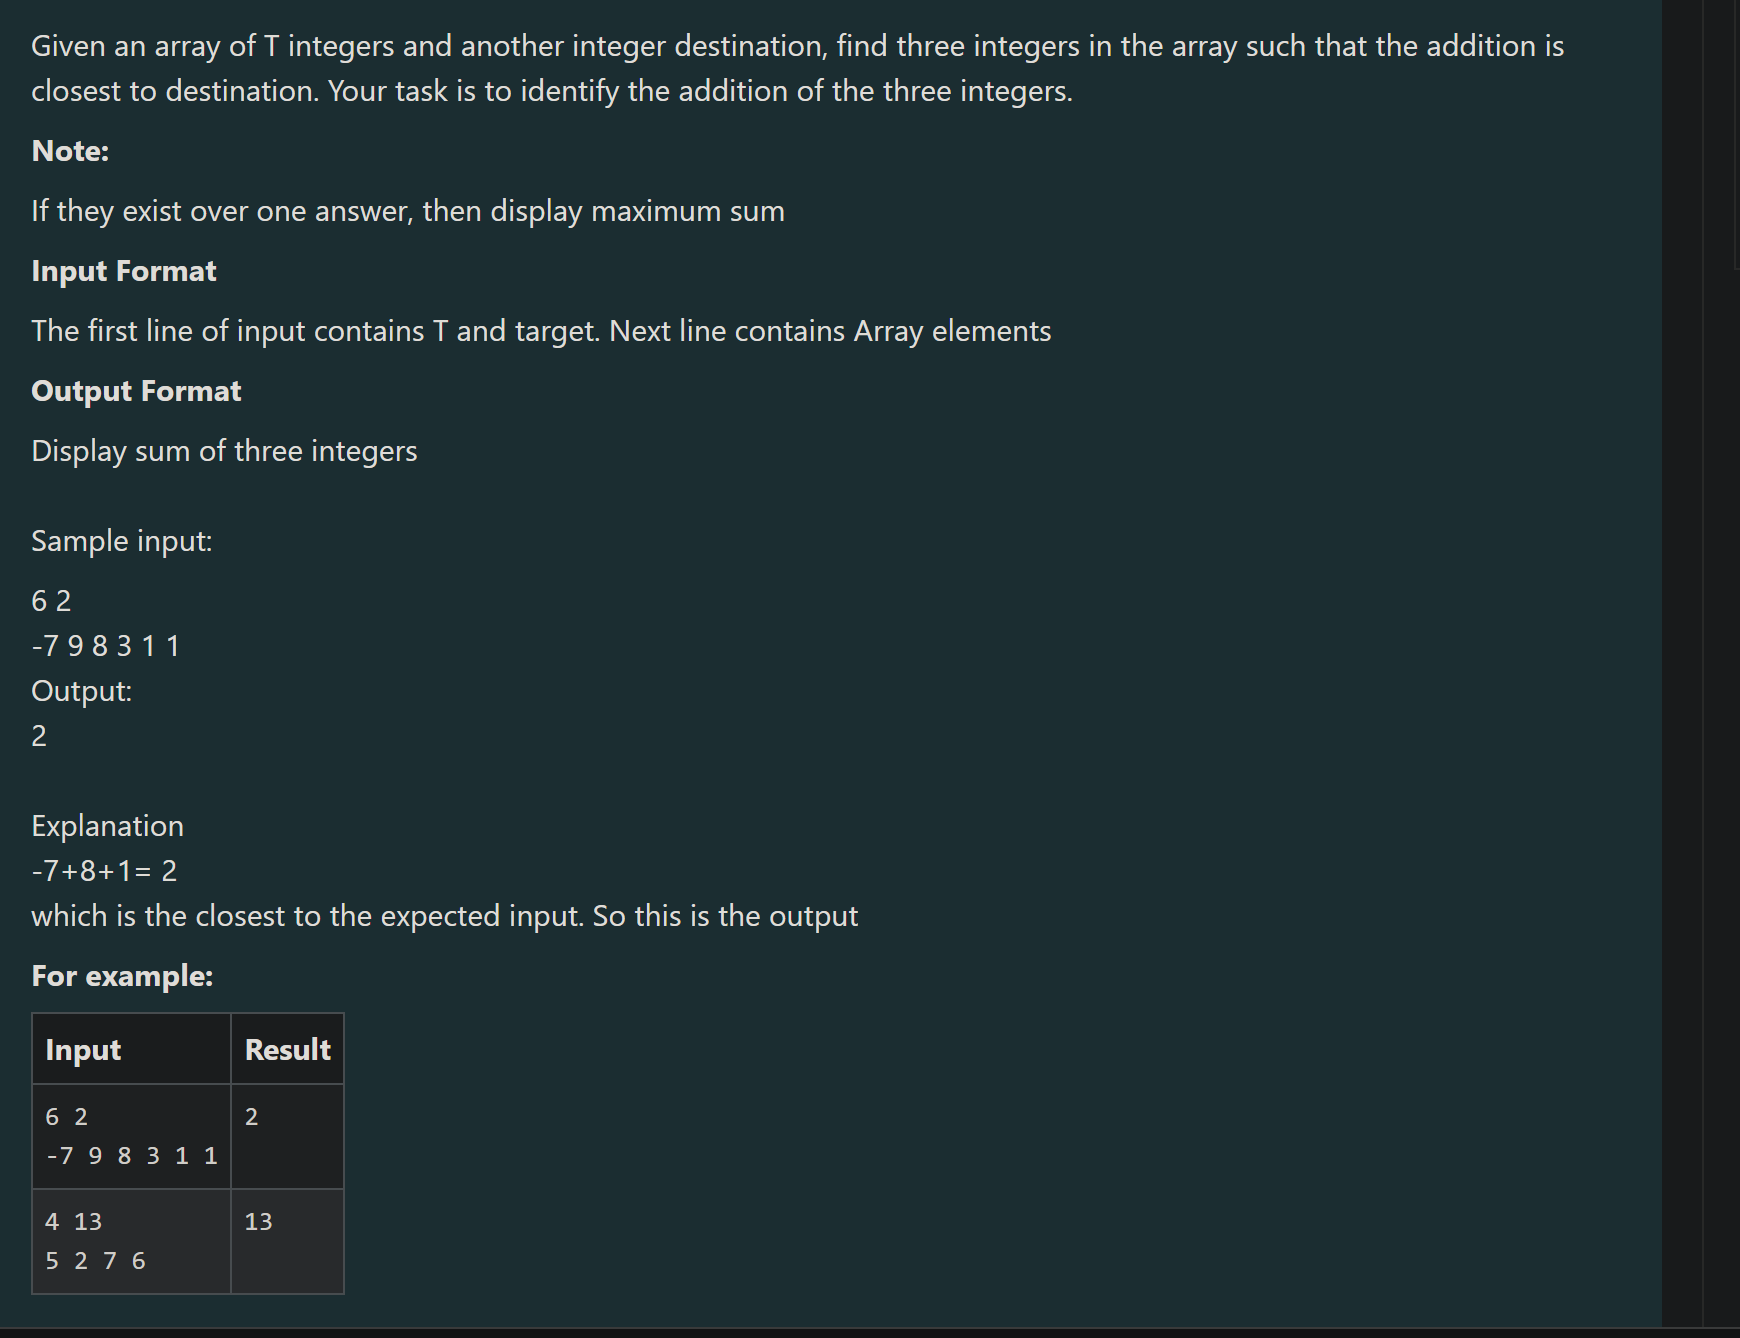 Given an array of T integers and another integer destination, find three integers in the array such that the addition is
closest to destination. Your task is to identify the addition of the three integers.
Note:
If they exist over one answer, then display maximum sum
Input Format
The first line of input contains T and target. Next line contains Array elements
Output Format
Display sum of three integers
Sample input:
6 2
-7 9 8 3 1 1
Output:
2
Explanation
-7+8+1= 2
which is the closest to the expected input. So this is the output
For example:
Input Result
6 2 2
-7 9 8 3 1 1
4 13 13
5 2 7 6